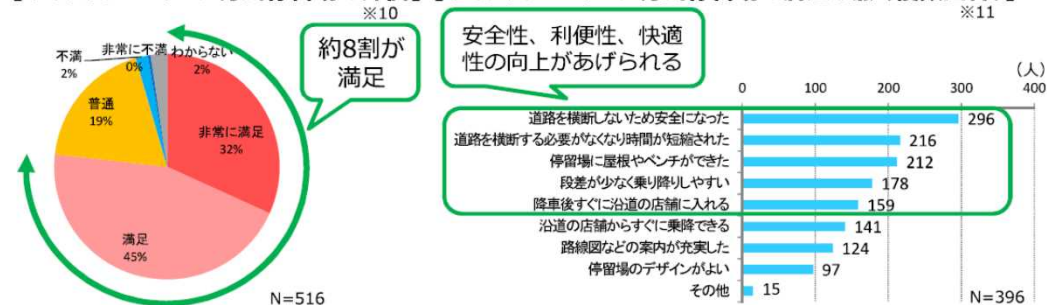 ※10
※11
約8割が
満足
安全性、利便性、快適
性の向上があげられる
不満
2%
非常に不満
0%
わからない
2%
普通
19%
非常に満足
32%
満足
45%
N=516
(人)
0 100 200 300 400
道路を横断しないため安全になった 296
道路を横断する必要がなくなり時間が短縮された 216
停留場に屋根やベンチができた 212
段差が少なく乗り降りしやすい 178
降車後すぐに沿道の店舗に入れる 159
沿道の店舗からすぐに乗降できる 141
路線図などの案内が充実した 124
停留場のデザインがよい 97
その他 15
N=396